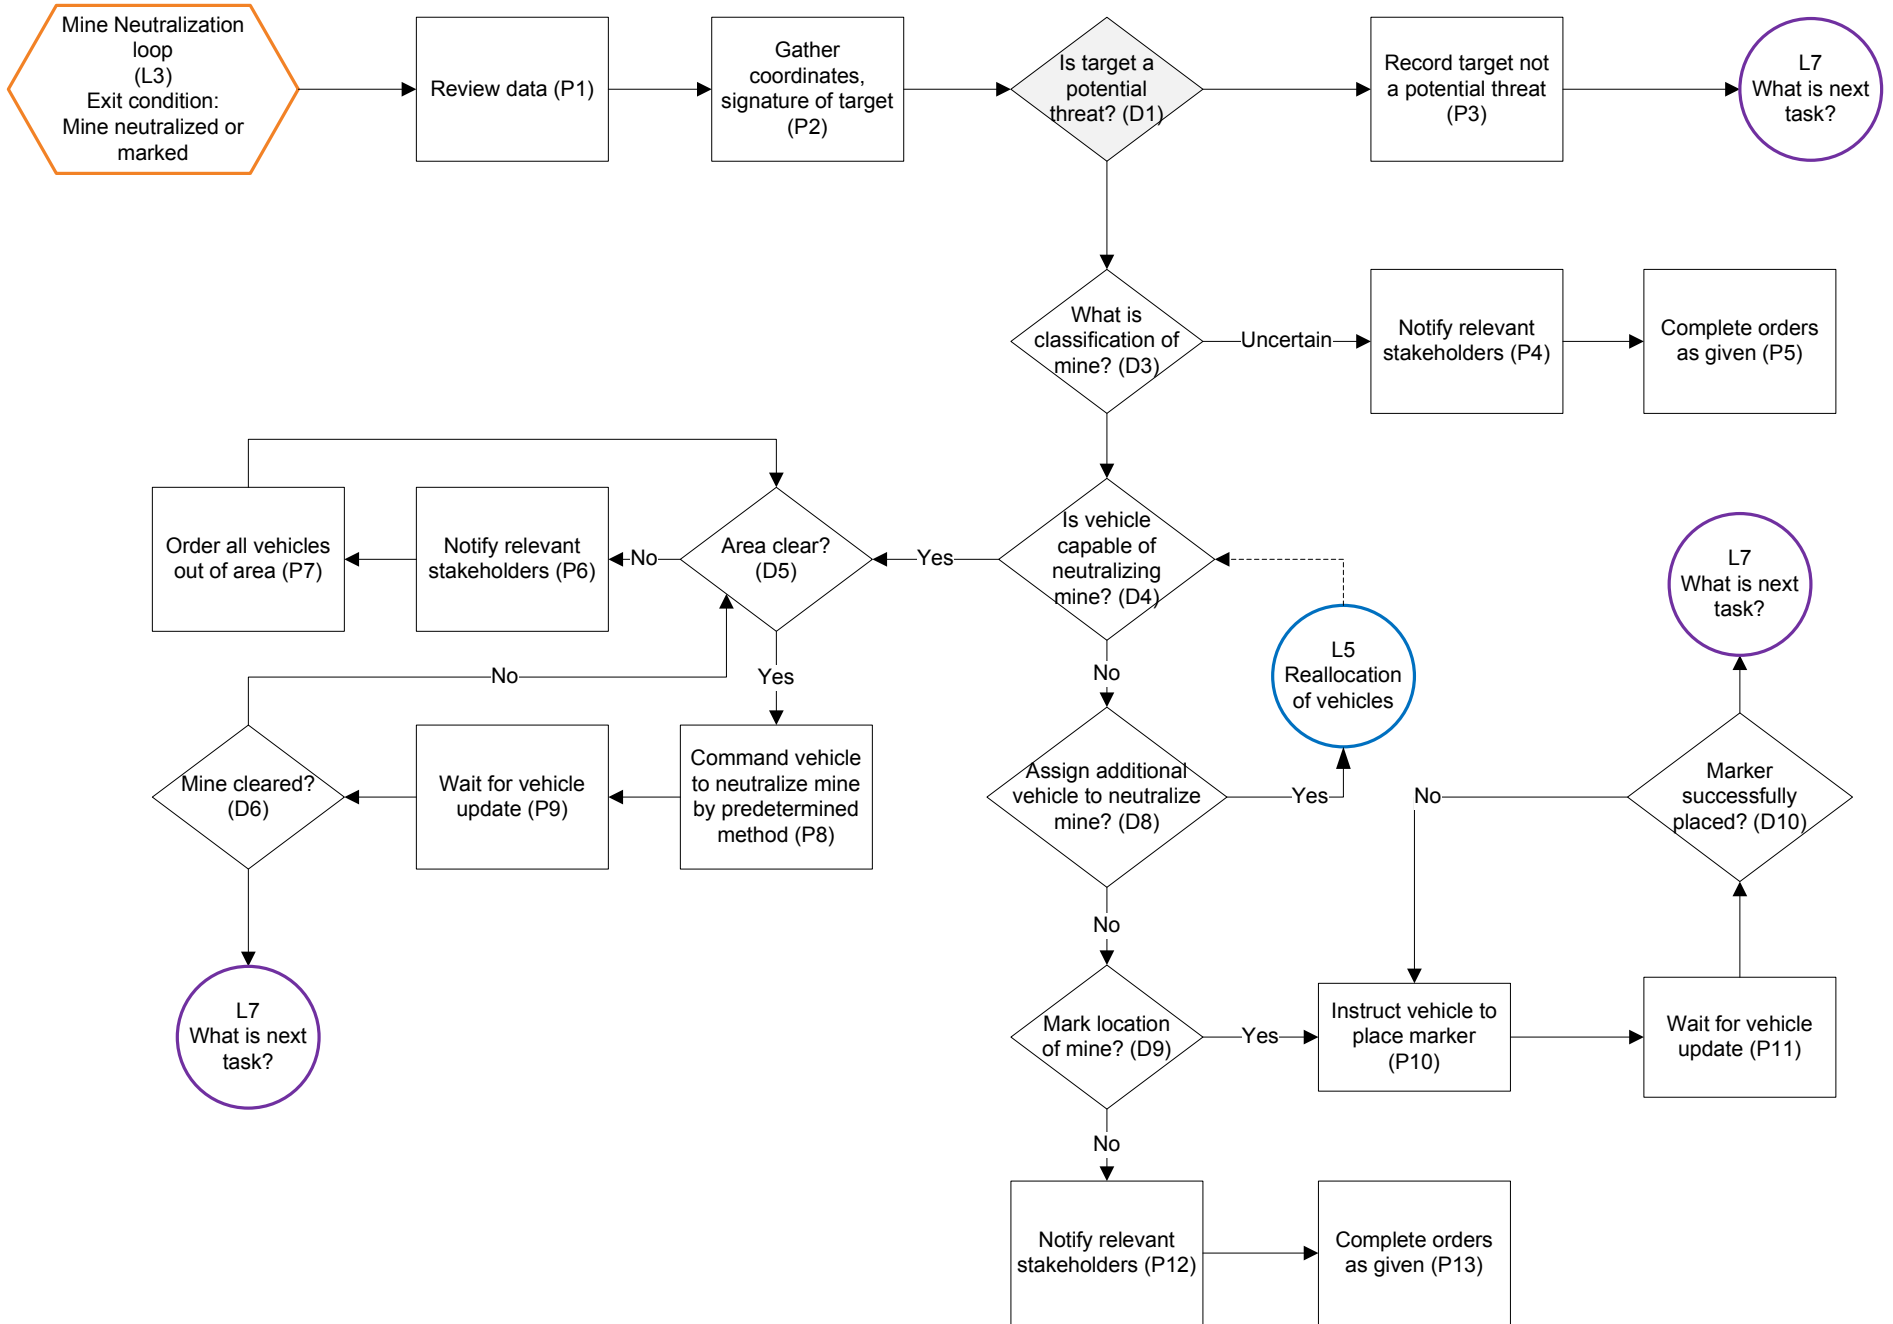 Mine Neutralization
loop
(L3)
Exit condition:
Mine neutralized or
marked
Review data (P1)
Gather
coordinates,
signature of target
(P2)
Is target a
potential
threat? (D1)
Record target not
a potential threat
(P3)
L7
What is next
task?
What is
classification of
mine? (D3)
Uncertain
Notify relevant
stakeholders (P4)
Complete orders
as given (P5)
Order all vehicles
out of area (P7)
Notify relevant
stakeholders (P6)
No
Area clear?
(D5)
Yes
Is vehicle
capable of
neutralizing
mine? (D4)
L7
What is next
task?
No
Yes
No
L5
Reallocation
of vehicles
Mine cleared?
(D6)
Wait for vehicle
update (P9)
Command vehicle
to neutralize mine
by predetermined
method (P8)
Assign additional
vehicle to neutralize
mine? (D8)
Yes
No
Marker
successfully
placed? (D10)
No
L7
What is next
task?
Mark location
of mine? (D9)
Yes
Instruct vehicle to
place marker
(P10)
Wait for vehicle
update (P11)
No
Notify relevant
stakeholders (P12)
Complete orders
as given (P13)